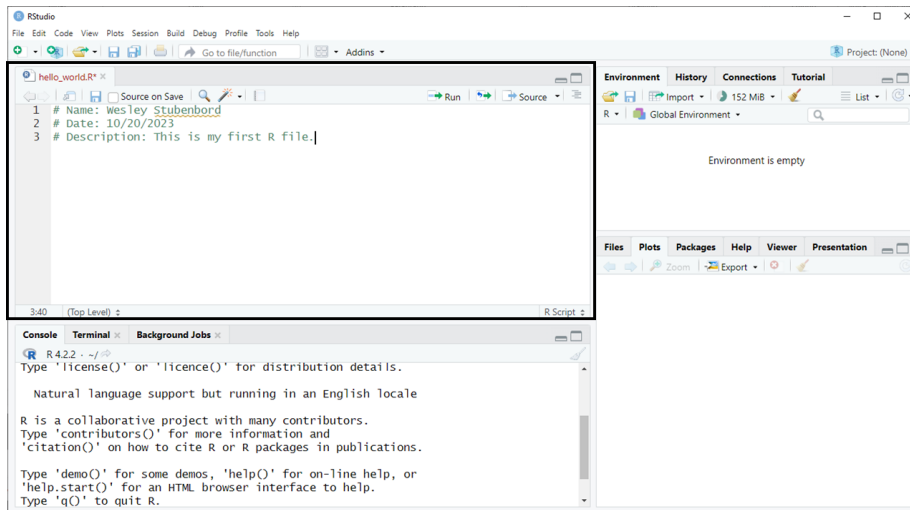 RStudio
File Edit Code View Plots Session Build Debug Profile Tools Help
Go to file/function Addins Project: (None)
hello_world.R*
Source on Save Run Source
1 # Name: Wesley Stubenbord
2 # Date: 10/20/2023
3 # Description: This is my first R file.
3:40 (Top Level) R Script
Console Terminal Background Jobs
R 4.2.2 · ~/
Type 'license()' or 'licence()' for distribution details.
Natural language support but running in an English locale
R is a collaborative project with many contributors.
Type 'contributors()' for more information and
'citation()' on how to cite R or R packages in publications.
Type 'demo()' for some demos, 'help()' for on-line help, or
'help.start()' for an HTML browser interface to help.
Type 'q()' to quit R.
Environment History Connections Tutorial
Import 152 MiB List
R Global Environment
Environment is empty
Files Plots Packages Help Viewer Presentation
Zoom Export